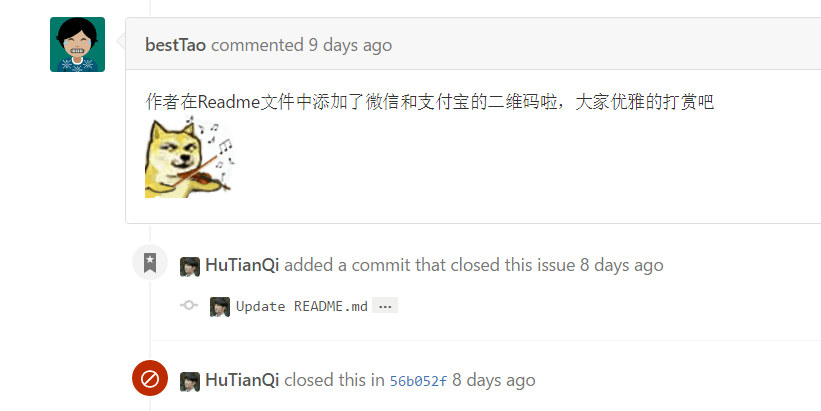 bestTao commented 9 days ago
作者在Readme文件中添加了微信和支付宝的二维码啦，大家优雅的打赏吧
HuTianQi added a commit that closed this issue 8 days ago
Update README.md ...
HuTianQi closed this in 56b052f 8 days ago